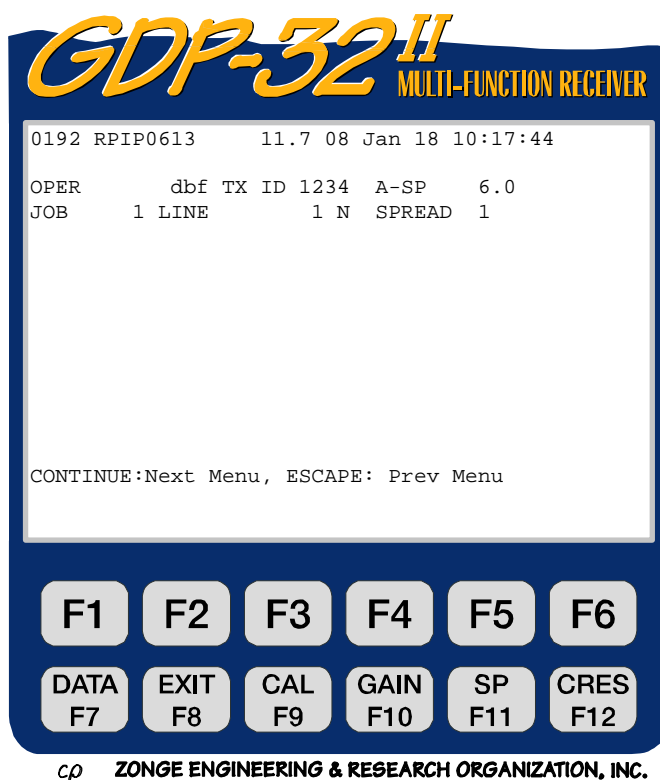 GDP-32 II
MULTI-FUNCTION RECEIVER
0192 RPIP0613 11.7 08 Jan 18 10:17:44
OPER dbf TX ID 1234 A-SP 6.0
JOB 1 LINE 1 N SPREAD 1
CONTINUE:Next Menu, ESCAPE: Prev Menu
F1 F2 F3 F4 F5 F6
DATA EXIT CAL GAIN SP CRES
F7 F8 F9 F10 F11 F12
ZONGE ENGINEERING & RESEARCH ORGANIZATION, INC.